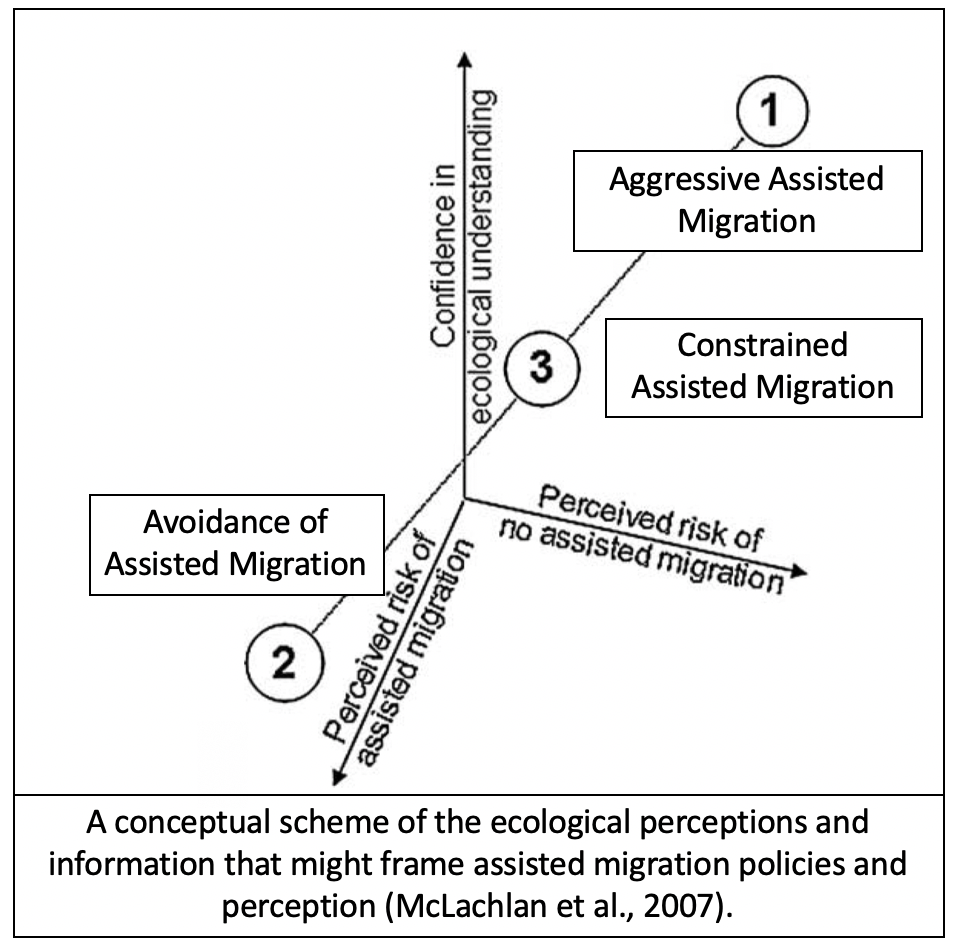 1
Aggressive Assisted
Migration
Confidence in
ecological understanding
3
Constrained
Assisted Migration
Perceived risk of
no assisted migration
Avoidance of
Assisted Migration
2
Perceived risk of
assisted migration
A conceptual scheme of the ecological perceptions and
information that might frame assisted migration policies and
perception (McLachlan et al., 2007).